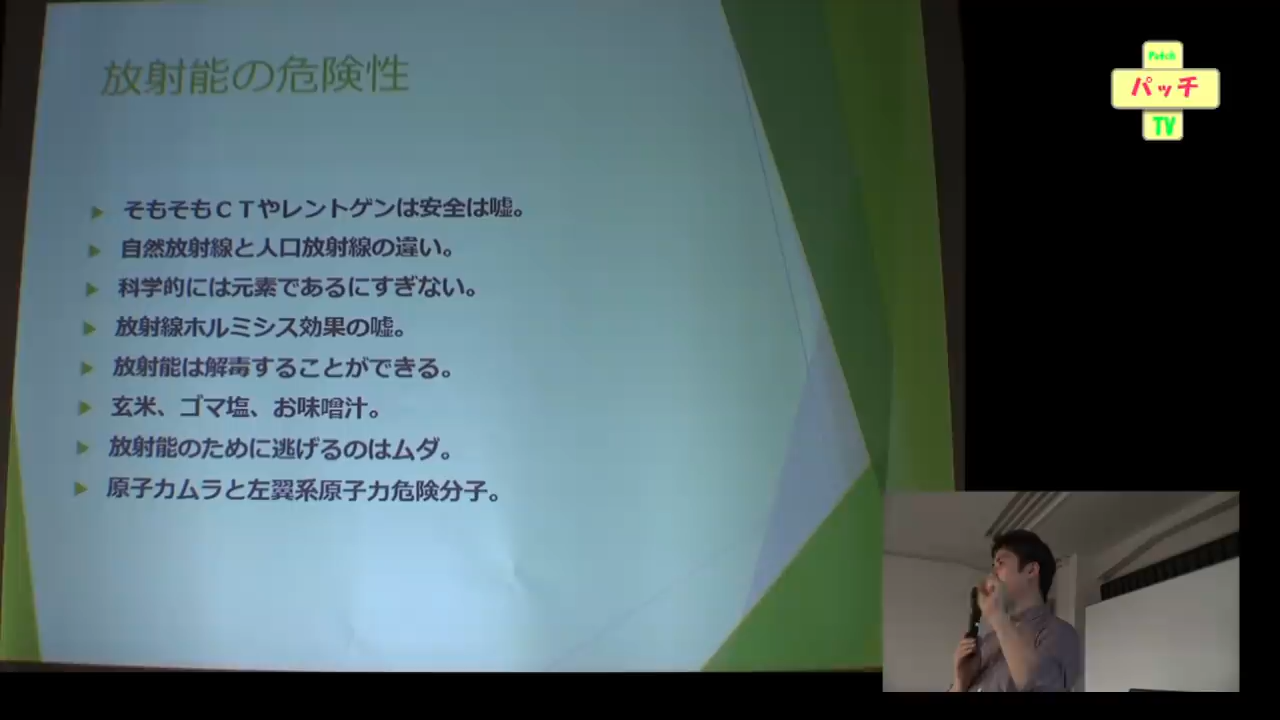 放射能の危険性
そもそもＣＴやレントゲンは安全は嘘。
自然放射線と人口放射線の違い。
科学的には元素であるにすぎない。
放射線ホルミシス効果の嘘。
放射能は解毒することができる。
玄米、ゴマ塩、お味噌汁。
放射能のために逃げるのはムダ。
原子力ムラと左翼系原子力危険分子。
Patch
パッチ
TV